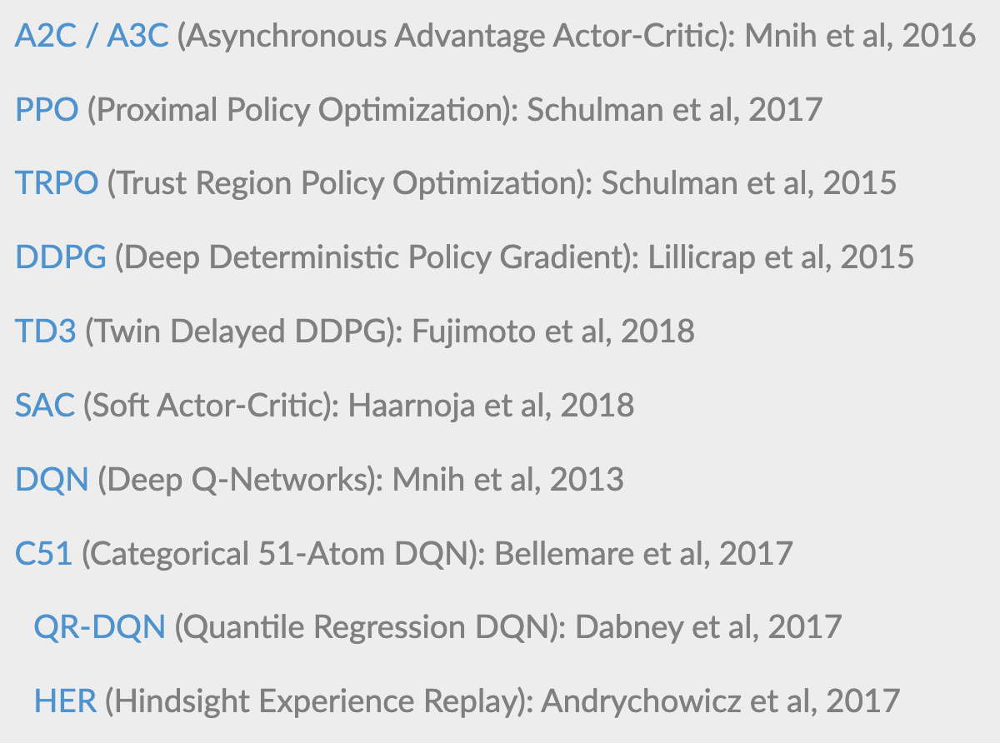 A2C / A3C (Asynchronous Advantage Actor-Critic): Mnih et al, 2016
PPO (Proximal Policy Optimization): Schulman et al, 2017
TRPO (Trust Region Policy Optimization): Schulman et al, 2015
DDPG (Deep Deterministic Policy Gradient): Lillicrap et al, 2015
TD3 (Twin Delayed DDPG): Fujimoto et al, 2018
SAC (Soft Actor-Critic): Haarnoja et al, 2018
DQN (Deep Q-Networks): Mnih et al, 2013
C51 (Categorical 51-Atom DQN): Bellemare et al, 2017
QR-DQN (Quantile Regression DQN): Dabney et al, 2017
HER (Hindsight Experience Replay): Andrychowicz et al, 2017